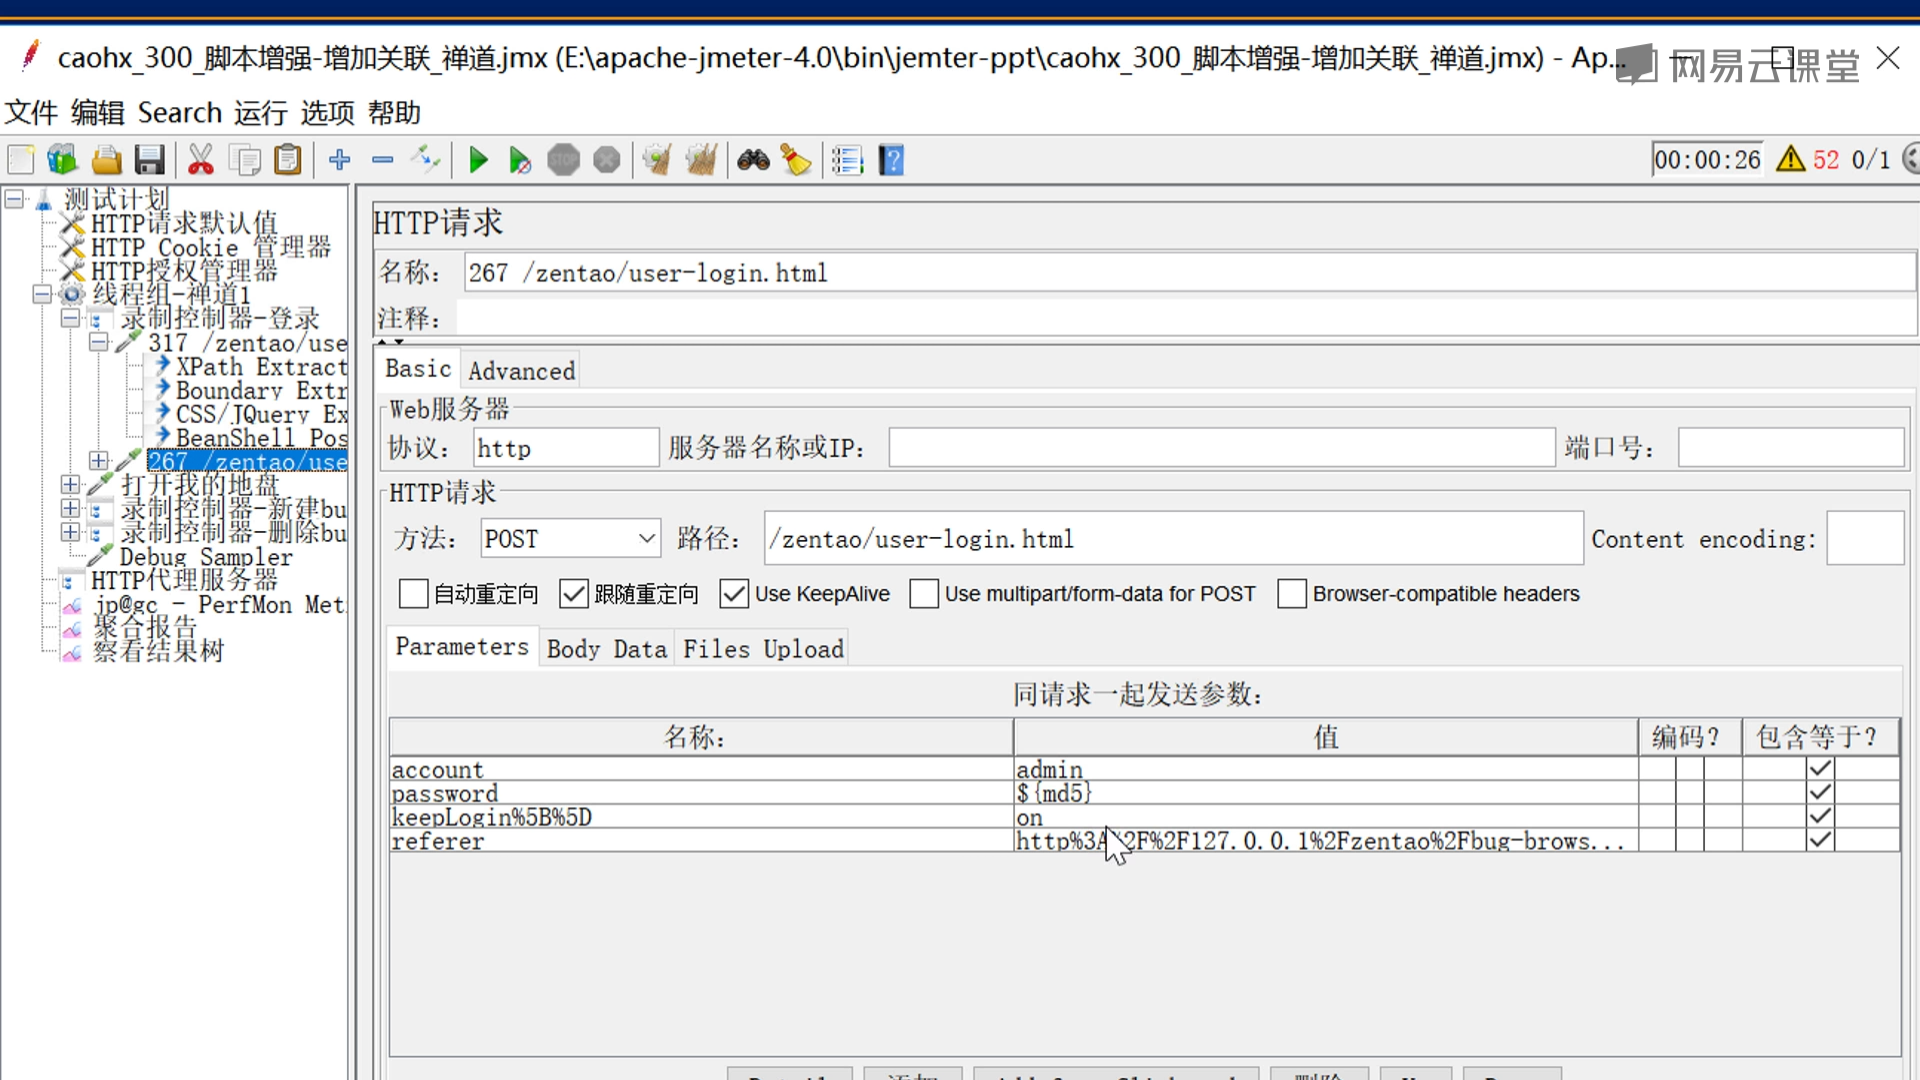 caohx_300_脚本增强-增加关联_禅道.jmx (E:\apache-jmeter-4.0\bin\jemter-ppt\caohx_300_脚本增强-增加关联_禅道.jmx) - Ap...
网易云课堂
文件 编辑 Search 运行 选项 帮助
STOP
00:00:26 52 0/1
测试计划
HTTP请求默认值
HTTP Cookie 管理器
HTTP授权管理器
线程组-禅道1
录制控制器-登录
317 /zentao/use
XPath Extract
Boundary Extr
CSS/JQuery Ex
BeanShell Pos
267 /zentao/use
打开我的地盘
录制控制器-新建bu
录制控制器-删除bu
Debug Sampler
HTTP代理服务器
jp@gc - PerfMon Met
聚合报告
察看结果树
HTTP请求
名称： 267 /zentao/user-login.html
注释：
Basic Advanced
Web服务器
协议： http 服务器名称或IP： 端口号：
HTTP请求
方法： POST 路径： /zentao/user-login.html Content encoding:
自动重定向 跟随重定向 Use KeepAlive Use multipart/form-data for POST Browser-compatible headers
Parameters Body Data Files Upload
同请求一起发送参数：
名称： 值 编码？ 包含等于？
account admin
password ${md5}
keepLogin%5B%5D on
referer http%3A%2F%2F127.0.0.1%2Fzentao%2Fbug-brows...